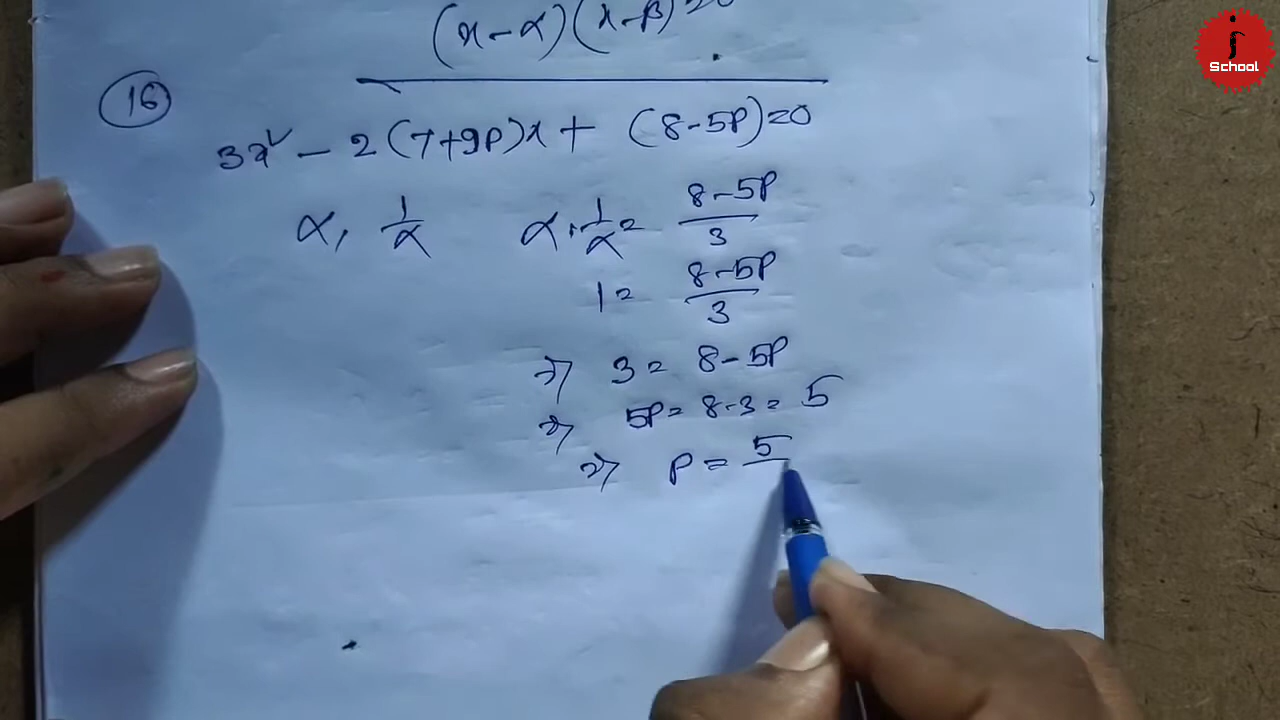 (x-α)(x-β)=0
16
3x² - 2(7+9P)x + (8-5P)=0
α, 1/α α·1/α = 8-5P/3
1 = 8-5P/3
⇒ 3 = 8-5P
⇒ 5P = 8-3 = 5
⇒ P = 5/
i
School